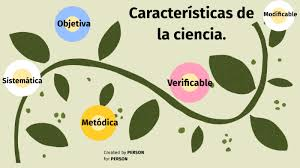 Características de
la ciencia.
Modificable
Objetiva
Sistemática
Verificable
Metódica
Created by PERSON
for PERSON